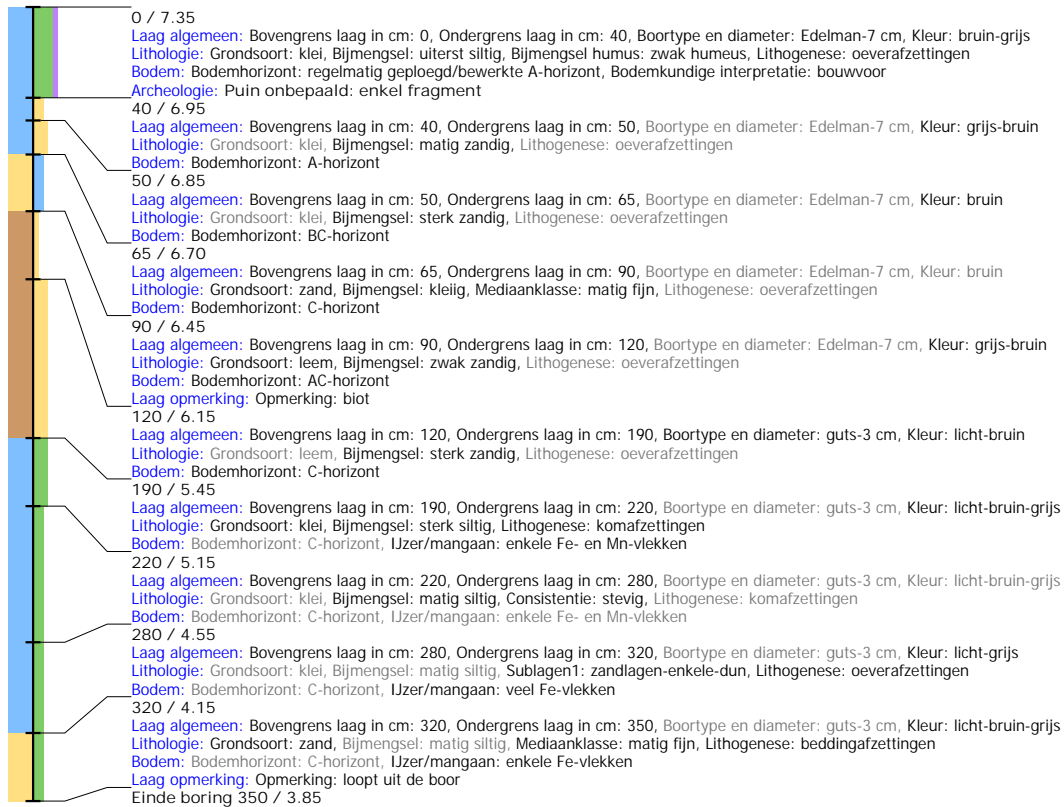 0 / 7.35
Laag algemeen: Bovengrens laag in cm: 0, Ondergrens laag in cm: 40, Boortype en diameter: Edelman-7 cm, Kleur: bruin-grijs
Lithologie: Grondsoort: klei, Bijmengsel: uiterst siltig, Bijmengsel humus: zwak humeus, Lithogenese: oeverafzettingen
Bodem: Bodemhorizont: regelmatig geploegd/bewerkte A-horizont, Bodemkundige interpretatie: bouwvoor
Archeologie: Puin onbepaald: enkel fragment
40 / 6.95
Laag algemeen: Bovengrens laag in cm: 40, Ondergrens laag in cm: 50, Boortype en diameter: Edelman-7 cm, Kleur: grijs-bruin
Lithologie: Grondsoort: klei, Bijmengsel: matig zandig, Lithogenese: oeverafzettingen
Bodem: Bodemhorizont: A-horizont
50 / 6.85
Laag algemeen: Bovengrens laag in cm: 50, Ondergrens laag in cm: 65, Boortype en diameter: Edelman-7 cm, Kleur: bruin
Lithologie: Grondsoort: klei, Bijmengsel: sterk zandig, Lithogenese: oeverafzettingen
Bodem: Bodemhorizont: BC-horizont
65 / 6.70
Laag algemeen: Bovengrens laag in cm: 65, Ondergrens laag in cm: 90, Boortype en diameter: Edelman-7 cm, Kleur: bruin
Lithologie: Grondsoort: zand, Bijmengsel: kleiig, Mediaanklasse: matig fijn, Lithogenese: oeverafzettingen
Bodem: Bodemhorizont: C-horizont
90 / 6.45
Laag algemeen: Bovengrens laag in cm: 90, Ondergrens laag in cm: 120, Boortype en diameter: Edelman-7 cm, Kleur: grijs-bruin
Lithologie: Grondsoort: leem, Bijmengsel: zwak zandig, Lithogenese: oeverafzettingen
Bodem: Bodemhorizont: AC-horizont
Laag opmerking: Opmerking: biot
120 / 6.15
Laag algemeen: Bovengrens laag in cm: 120, Ondergrens laag in cm: 190, Boortype en diameter: guts-3 cm, Kleur: licht-bruin
Lithologie: Grondsoort: leem, Bijmengsel: sterk zandig, Lithogenese: oeverafzettingen
Bodem: Bodemhorizont: C-horizont
190 / 5.45
Laag algemeen: Bovengrens laag in cm: 190, Ondergrens laag in cm: 220, Boortype en diameter: guts-3 cm, Kleur: licht-bruin-grijs
Lithologie: Grondsoort: klei, Bijmengsel: sterk siltig, Lithogenese: komafzettingen
Bodem: Bodemhorizont: C-horizont, IJzer/mangaan: enkele Fe- en Mn-vlekken
220 / 5.15
Laag algemeen: Bovengrens laag in cm: 220, Ondergrens laag in cm: 280, Boortype en diameter: guts-3 cm, Kleur: licht-bruin-grijs
Lithologie: Grondsoort: klei, Bijmengsel: matig siltig, Consistentie: stevig, Lithogenese: komafzettingen
Bodem: Bodemhorizont: C-horizont, IJzer/mangaan: enkele Fe- en Mn-vlekken
280 / 4.55
Laag algemeen: Bovengrens laag in cm: 280, Ondergrens laag in cm: 320, Boortype en diameter: guts-3 cm, Kleur: licht-grijs
Lithologie: Grondsoort: klei, Bijmengsel: matig siltig, Sublagen1: zandlagen-enkele-dun, Lithogenese: oeverafzettingen
Bodem: Bodemhorizont: C-horizont, IJzer/mangaan: veel Fe-vlekken
320 / 4.15
Laag algemeen: Bovengrens laag in cm: 320, Ondergrens laag in cm: 350, Boortype en diameter: guts-3 cm, Kleur: licht-bruin-grijs
Lithologie: Grondsoort: zand, Bijmengsel: matig siltig, Mediaanklasse: matig fijn, Lithogenese: beddingafzettingen
Bodem: Bodemhorizont: C-horizont, IJzer/mangaan: enkele Fe-vlekken
Laag opmerking: Opmerking: loopt uit de boor
Einde boring 350 / 3.85